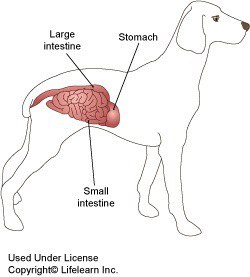 Large
intestine
Stomach
Small
intestine
Used Under License
Copyright© Lifelearn Inc.